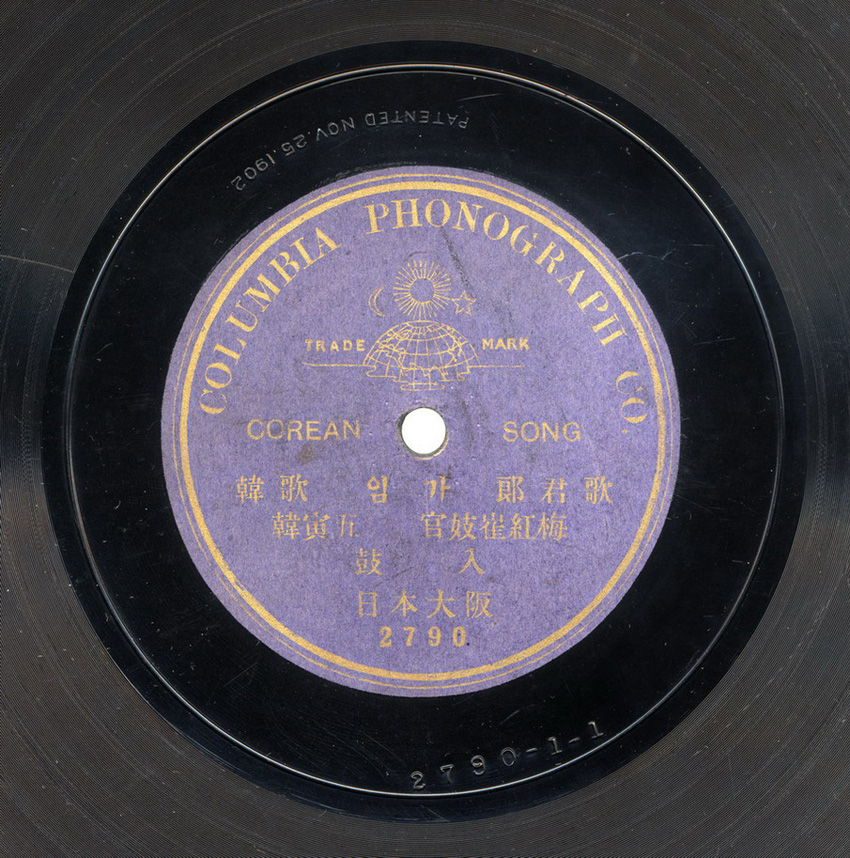 PATENTED NOV. 25. 1902.
COLUMBIA PHONOGRAPH CO.
TRADE MARK
COREAN SONG
韓歌 임가 郎君歌
韓寅五 官妓崔紅梅
鼓入
日本大阪
2790
2790-1-1